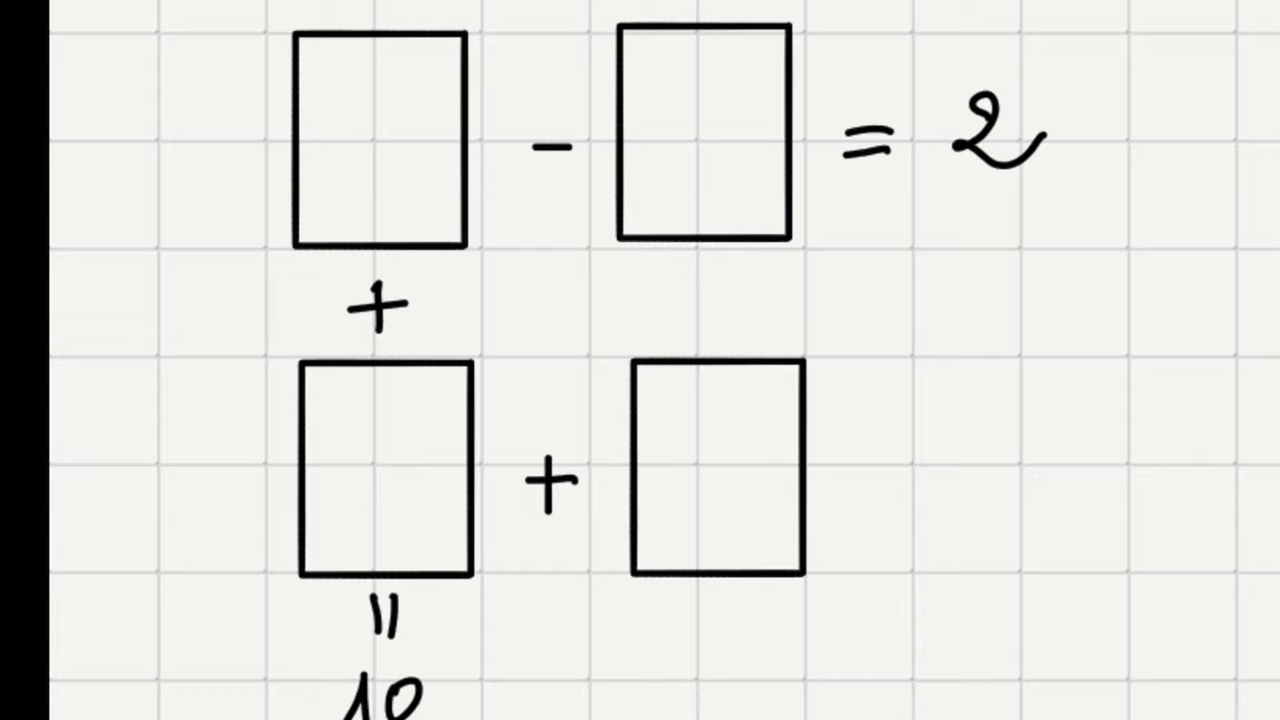 - = 2
+
+
=
10